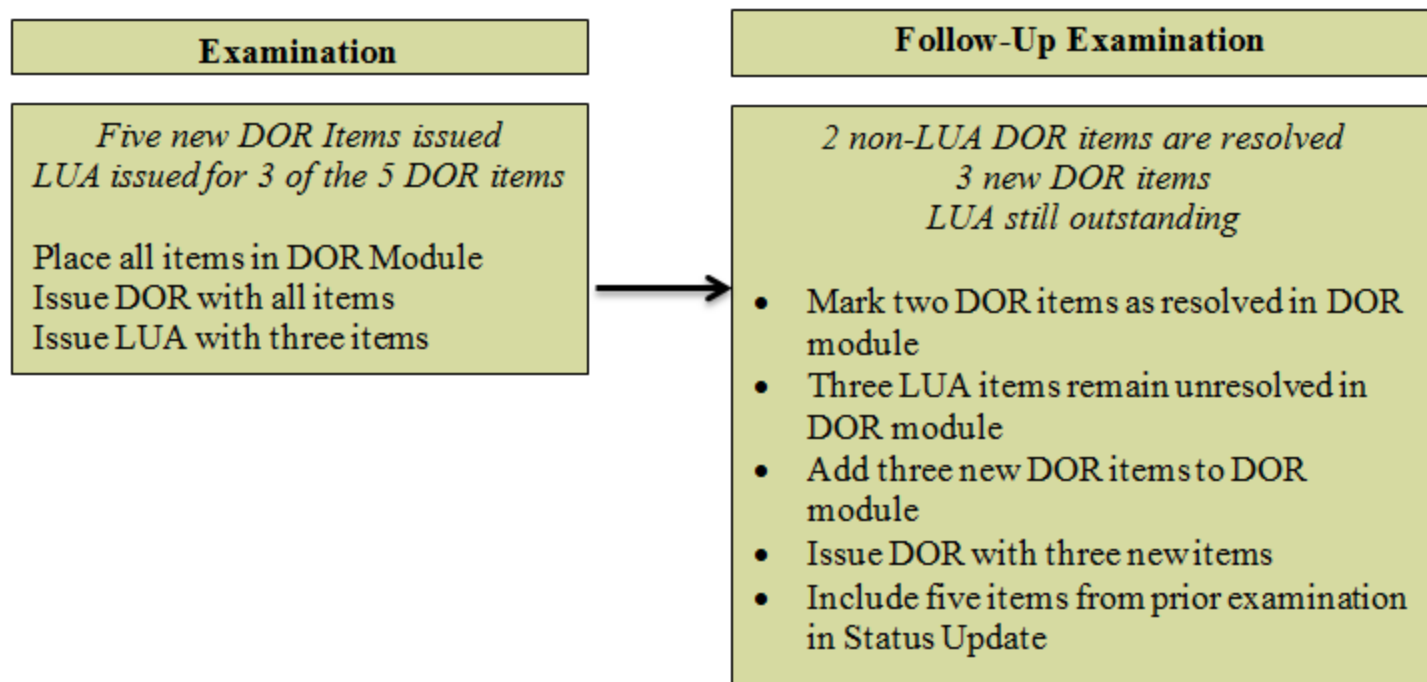 Examination
Five new DOR Items issued
LUA issued for 3 of the 5 DOR items
Place all items in DOR Module
Issue DOR with all items
Issue LUA with three items
Follow-Up Examination
2 non-LUA DOR items are resolved
3 new DOR items
LUA still outstanding
• Mark two DOR items as resolved in DOR
module
• Three LUA items remain unresolved in
DOR module
• Add three new DOR items to DOR
module
• Issue DOR with three new items
• Include five items from prior examination
in Status Update